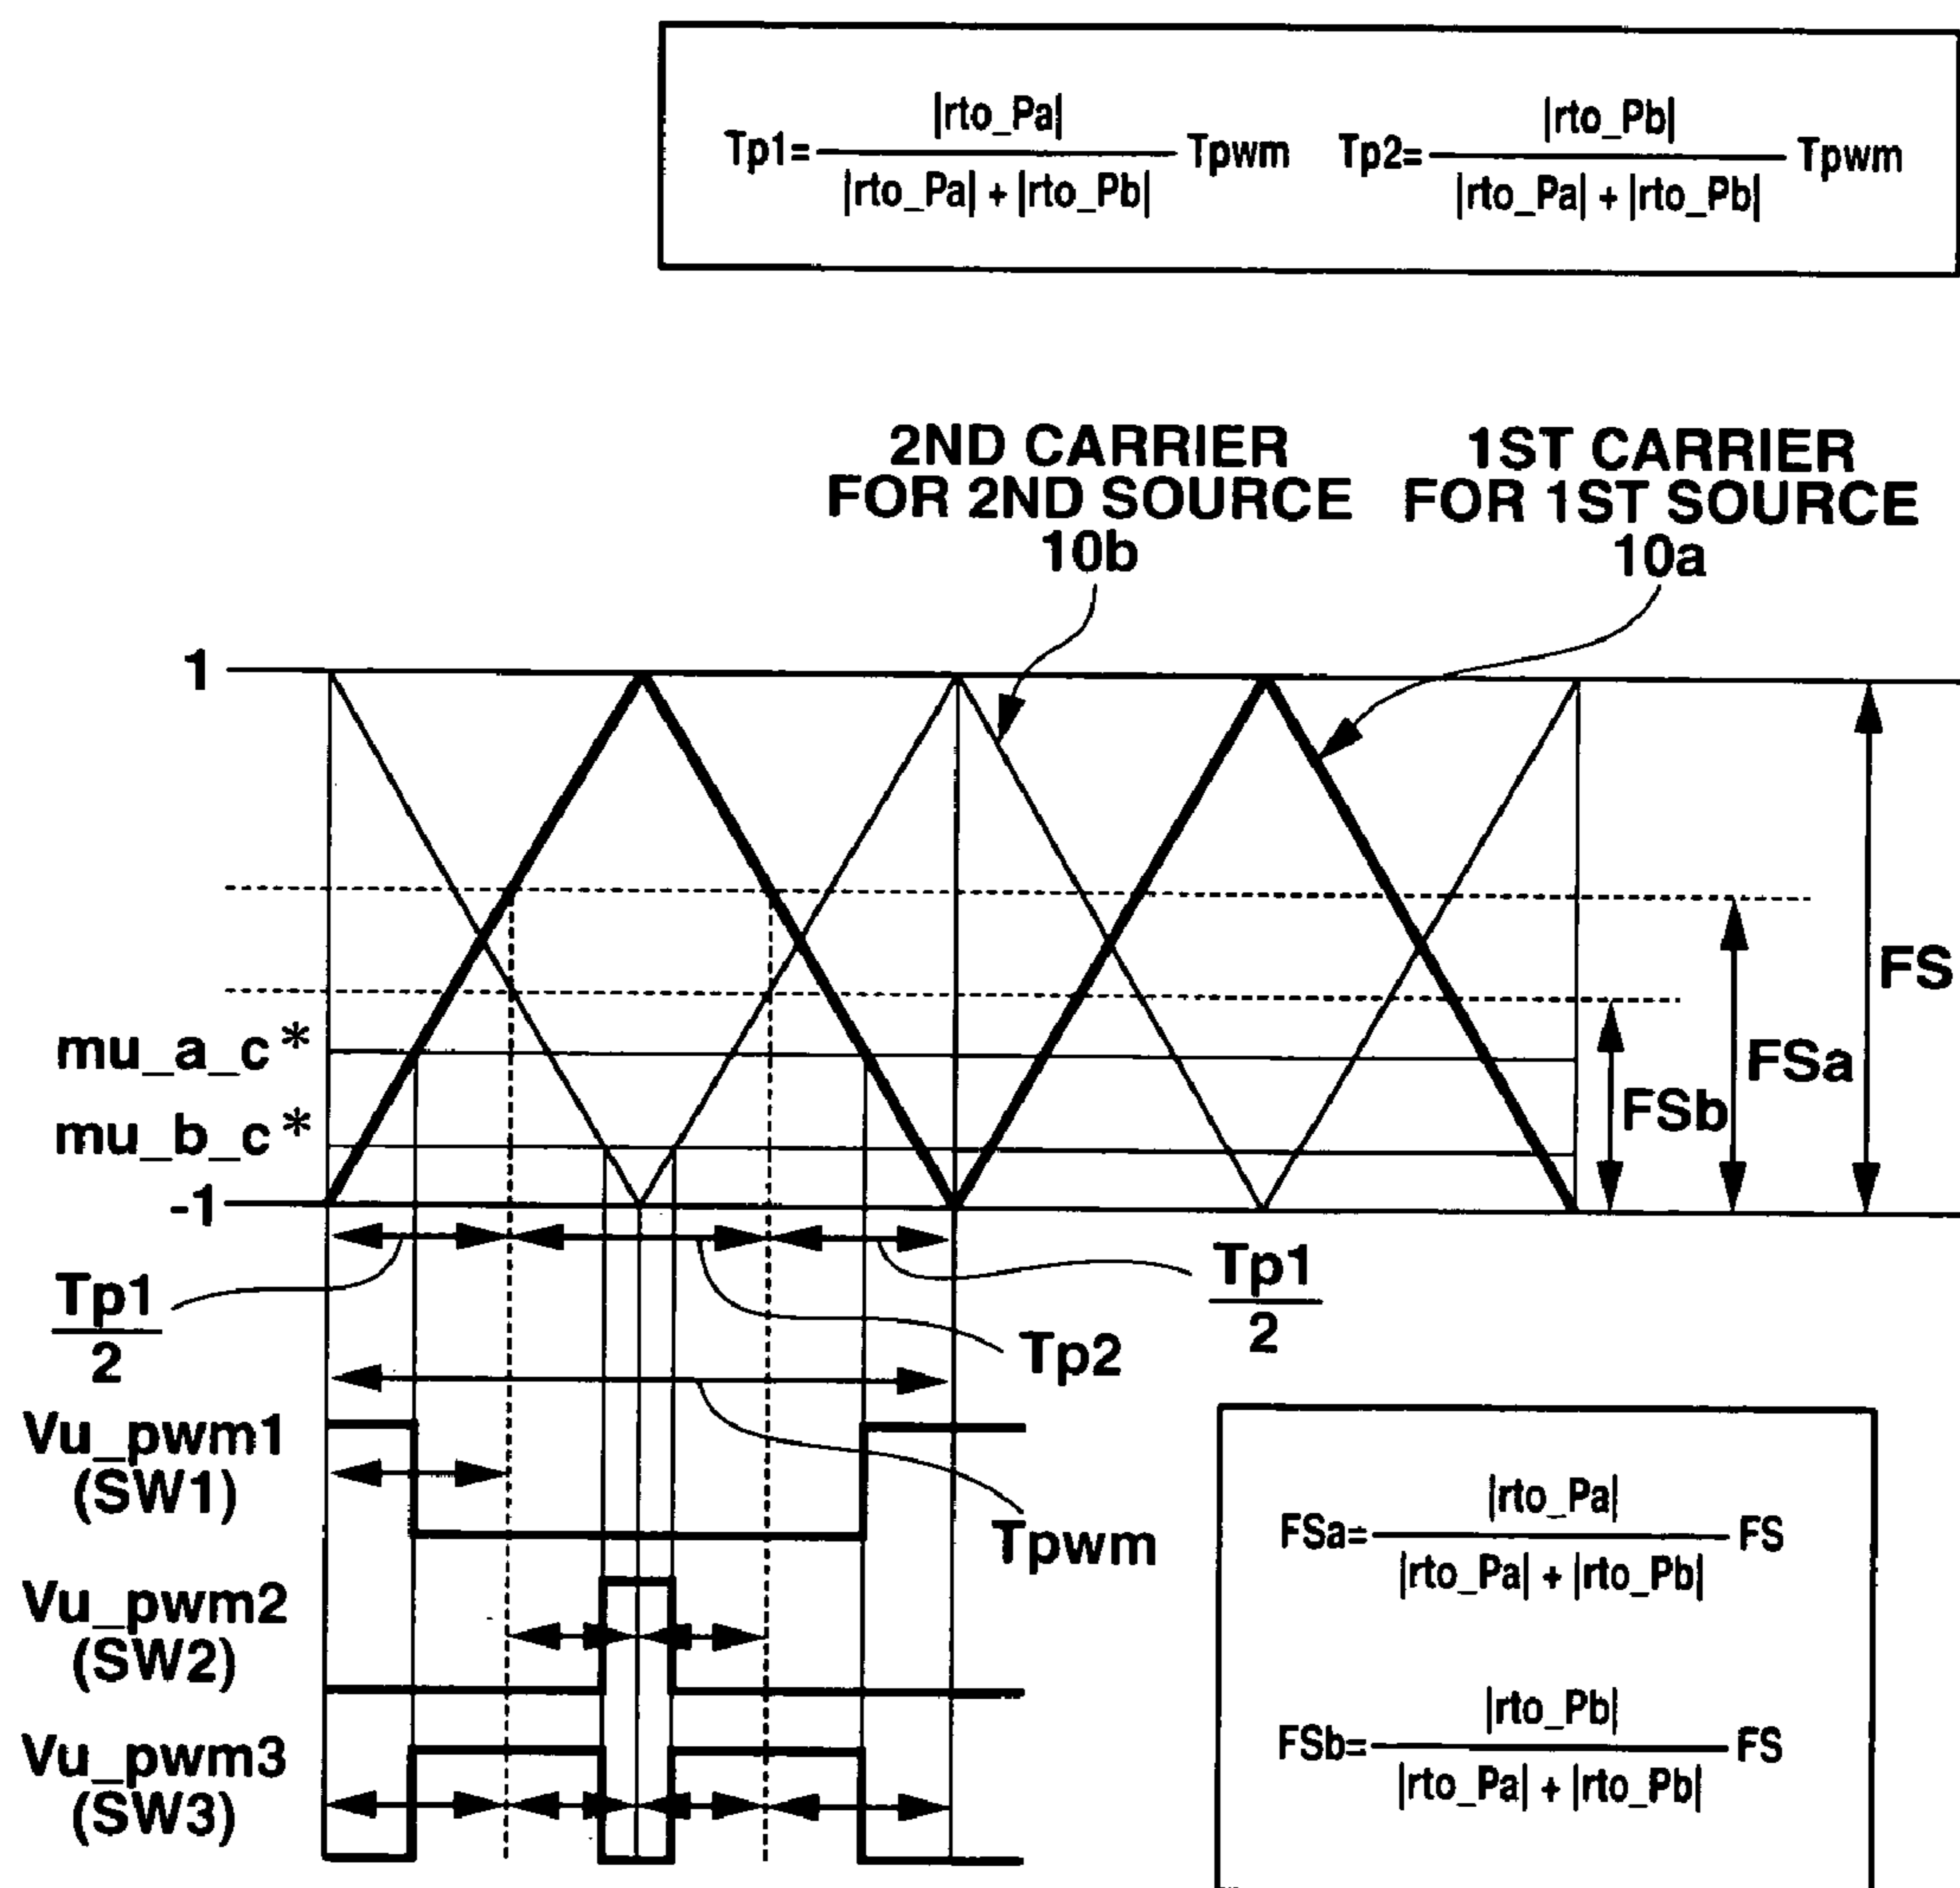 Tp1= |rto_Pa| / |rto_Pa| + |rto_Pb| Tpwm Tp2= |rto_Pb| / |rto_Pa| + |rto_Pb| Tpwm
2ND CARRIER
FOR 2ND SOURCE
10b
1ST CARRIER
FOR 1ST SOURCE
10a
1
mu_a_c*
mu_b_c*
-1
FS
FSa
FSb
Tp1
2
Tp2
Tp1
2
Tpwm
Vu_pwm1
(SW1)
Vu_pwm2
(SW2)
Vu_pwm3
(SW3)
FSa= |rto_Pa| / |rto_Pa| + |rto_Pb| FS
FSb= |rto_Pb| / |rto_Pa| + |rto_Pb| FS